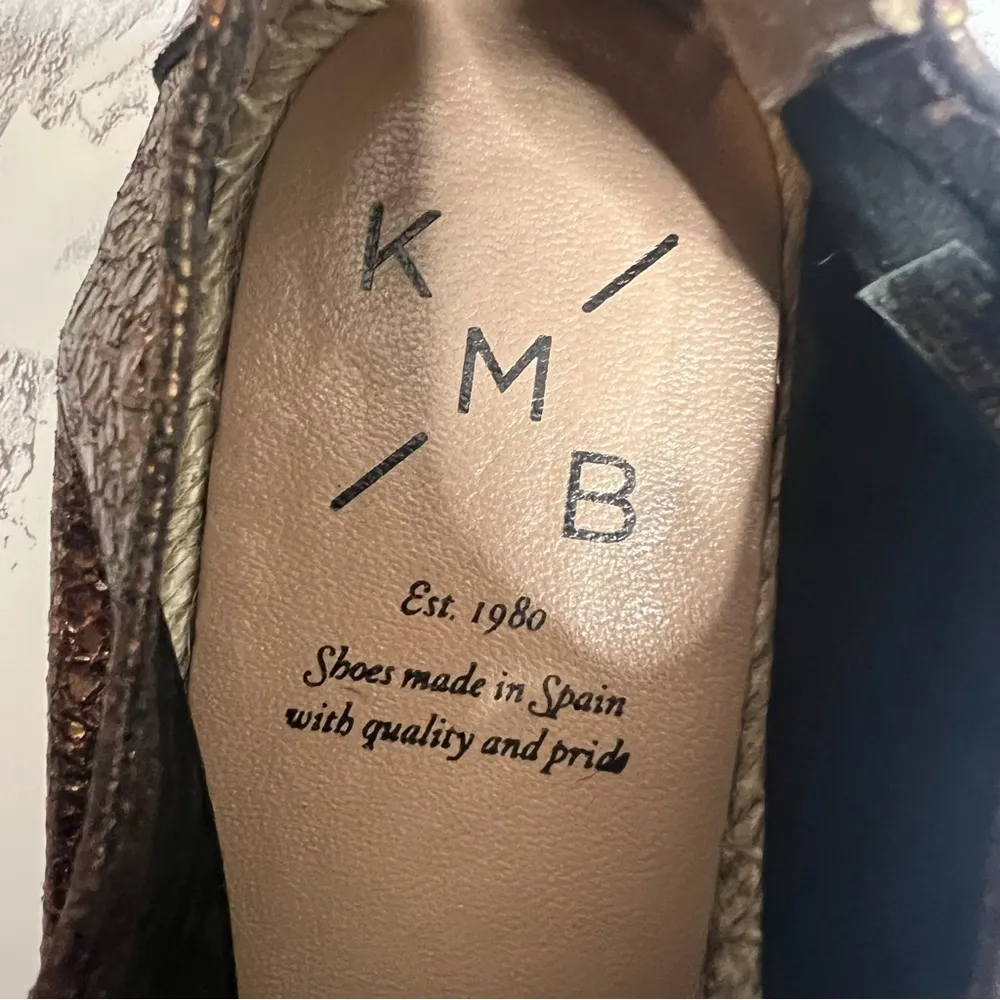 K /
M
/ B
Est. 1980
Shoes made in Spain
with quality and pride